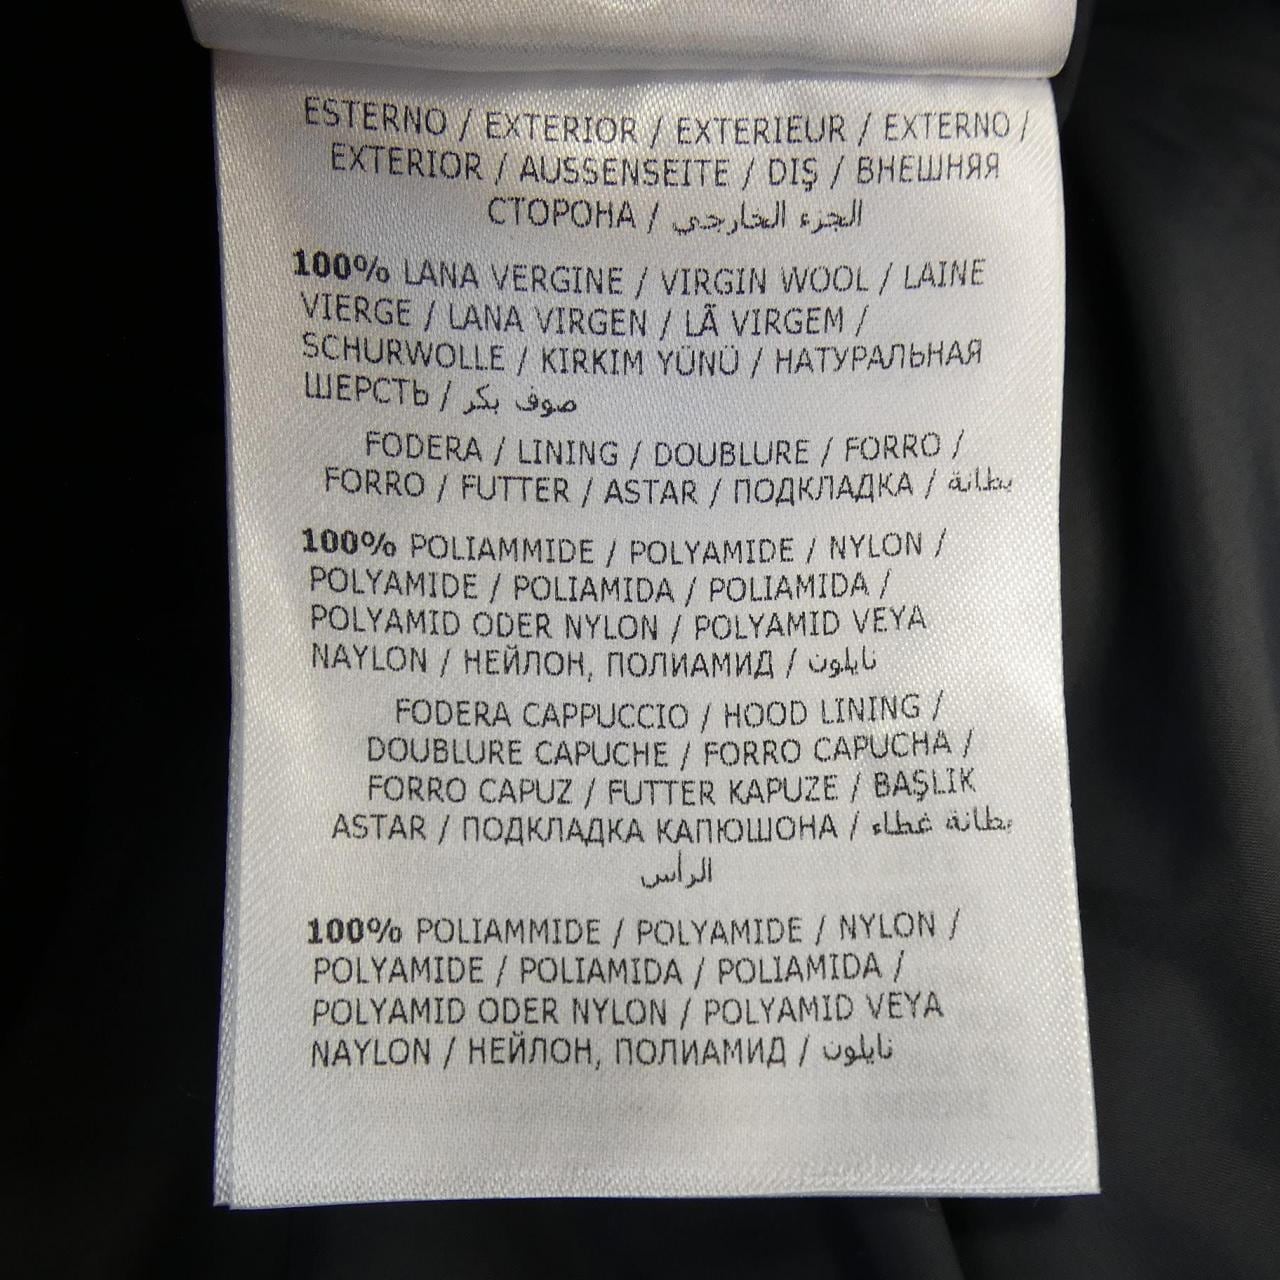 ESTERNO / EXTERIOR / EXTERIEUR / EXTERNO /
EXTERIOR / AUSSENSEITE / DIŞ / ВНЕШНЯЯ
СТОРОНА / الجزء الخارجي
100% LANA VERGINE / VIRGIN WOOL / LAINE
VIERGE / LANA VIRGEN / LÃ VIRGEM /
SCHURWOLLE / KIRKIM YÜNÜ / НАТУРАЛЬНАЯ
ШЕРСТЬ / صوف بكر
FODERA / LINING / DOUBLURE / FORRO /
FORRO / FUTTER / ASTAR / ПОДКЛАДКА / بطانة
100% POLIAMMIDE / POLYAMIDE / NYLON /
POLYAMIDE / POLIAMIDA / POLIAMIDA /
POLYAMID ODER NYLON / POLYAMID VEYA
NAYLON / НЕЙЛОН, ПОЛИАМИД / نايلون
FODERA CAPPUCCIO / HOOD LINING /
DOUBLURE CAPUCHE / FORRO CAPUCHA /
FORRO CAPUZ / FUTTER KAPUZE / BAŞLIK
ASTAR / ПОДКЛАДКА КАПЮШОНА / بطانة غطاء
الرأس
100% POLIAMMIDE / POLYAMIDE / NYLON /
POLYAMIDE / POLIAMIDA / POLIAMIDA /
POLYAMID ODER NYLON / POLYAMID VEYA
NAYLON / НЕЙЛОН, ПОЛИАМИД / نايلون